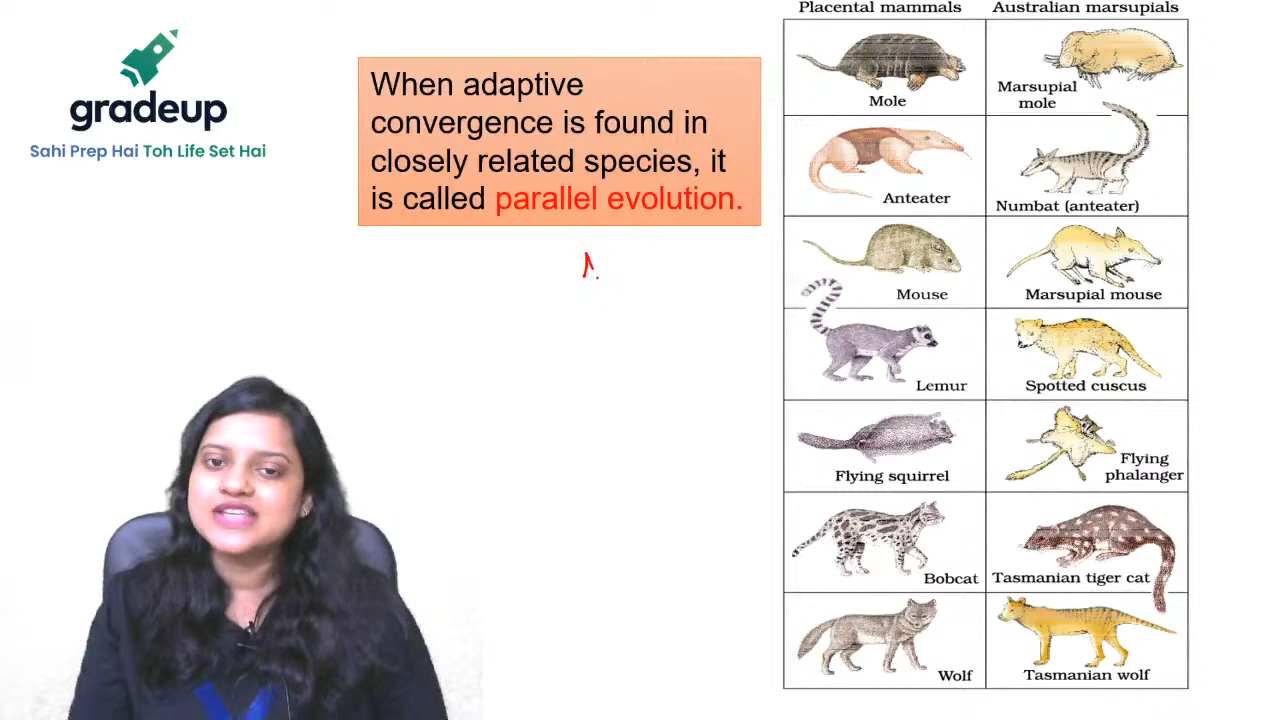 gradeup
Sahi Prep Hai Toh Life Set Hai
When adaptive
convergence is found in
closely related species, it
is called parallel evolution.
Placental mammals
Australian marsupials
Mole
Marsupial
mole
Anteater
Numbat (anteater)
Mouse
Marsupial mouse
Lemur
Spotted cuscus
Flying squirrel
Flying
phalanger
Bobcat
Tasmanian tiger cat
Wolf
Tasmanian wolf